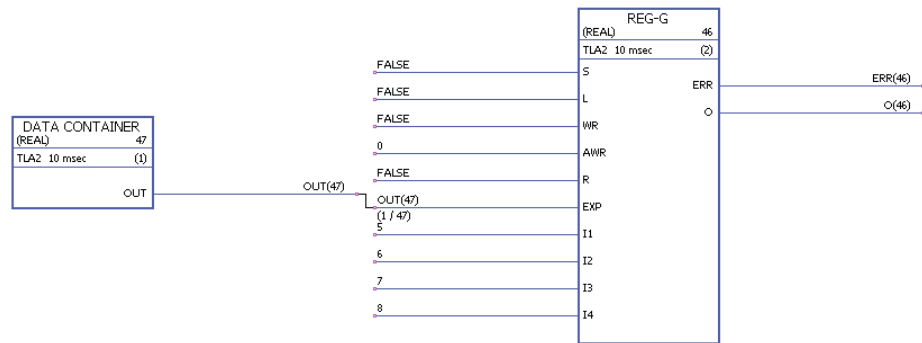 REG-G
(REAL) 46
TLA2 10 msec (2)
FALSE
S
ERR
ERR(46)
FALSE
L
O
O(46)
FALSE
WR
DATA CONTAINER
(REAL) 47
TLA2 10 msec (1)
0
AWR
FALSE
R
OUT
OUT(47)
OUT(47)
EXP
(1 / 47)
5
I1
6
I2
7
I3
8
I4